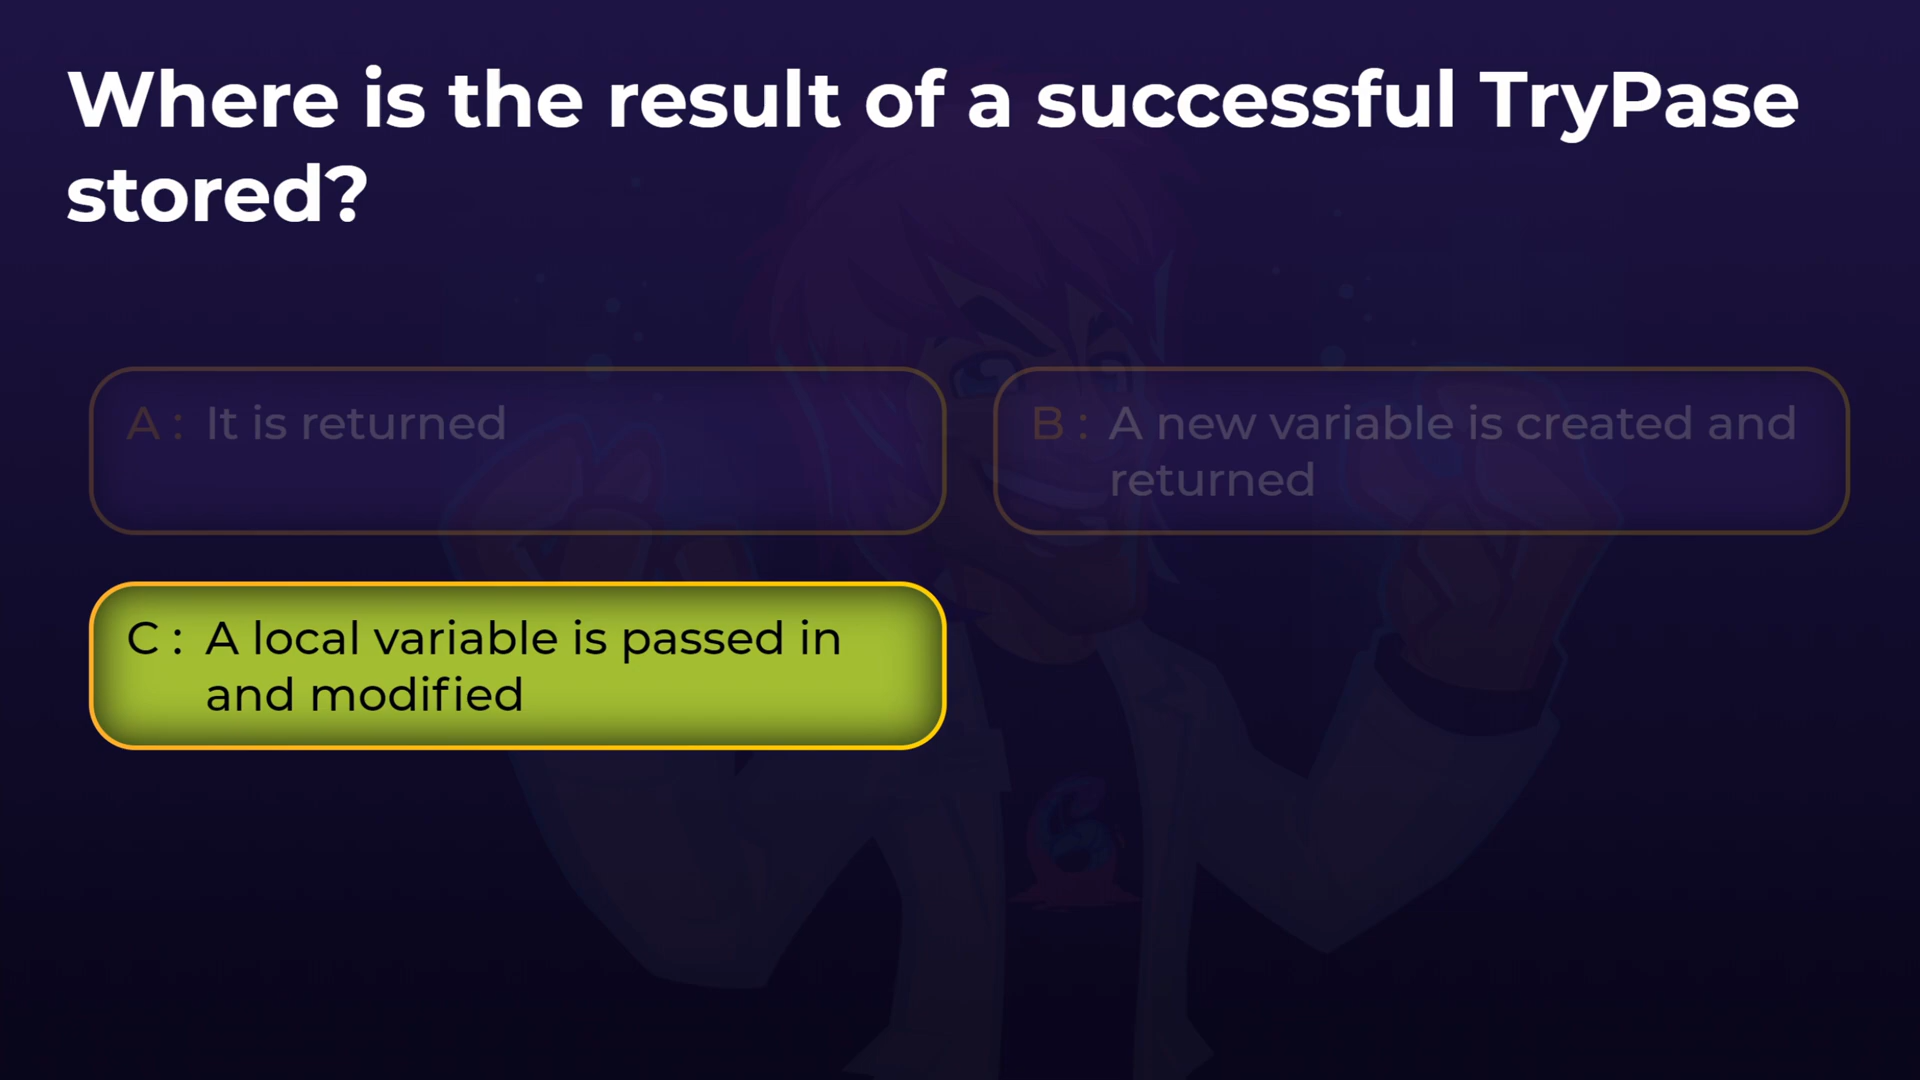 Where is the result of a successful TryPase
stored?
A : It is returned
B : A new variable is created and
returned
C : A local variable is passed in
and modified